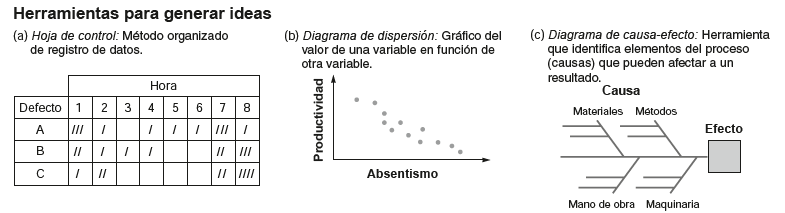 Herramientas para generar ideas
(a) Hoja de control: Método organizado
de registro de datos.
Hora
Defecto 1 2 3 4 5 6 7 8
A /// / / / / /// /
B // / / / // ///
C / // // ////
(b) Diagrama de dispersión: Gráfico del
valor de una variable en función de
otra variable.
Productividad
Absentismo
(c) Diagrama de causa-efecto: Herramienta
que identifica elementos del proceso
(causas) que pueden afectar a un
resultado.
Causa
Materiales Métodos
Efecto
Mano de obra Maquinaria